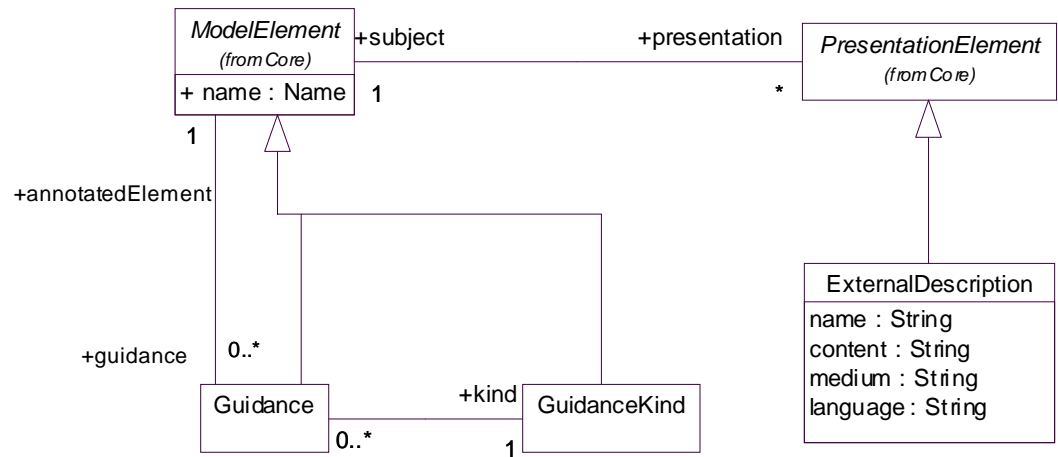 ModelElement
(from Core)
+ name : Name
+subject
+presentation
1
*
PresentationElement
(from Core)
1
+annotatedElement
+guidance
0..*
Guidance
0..*
+kind
1
GuidanceKind
ExternalDescription
name : String
content : String
medium : String
language : String